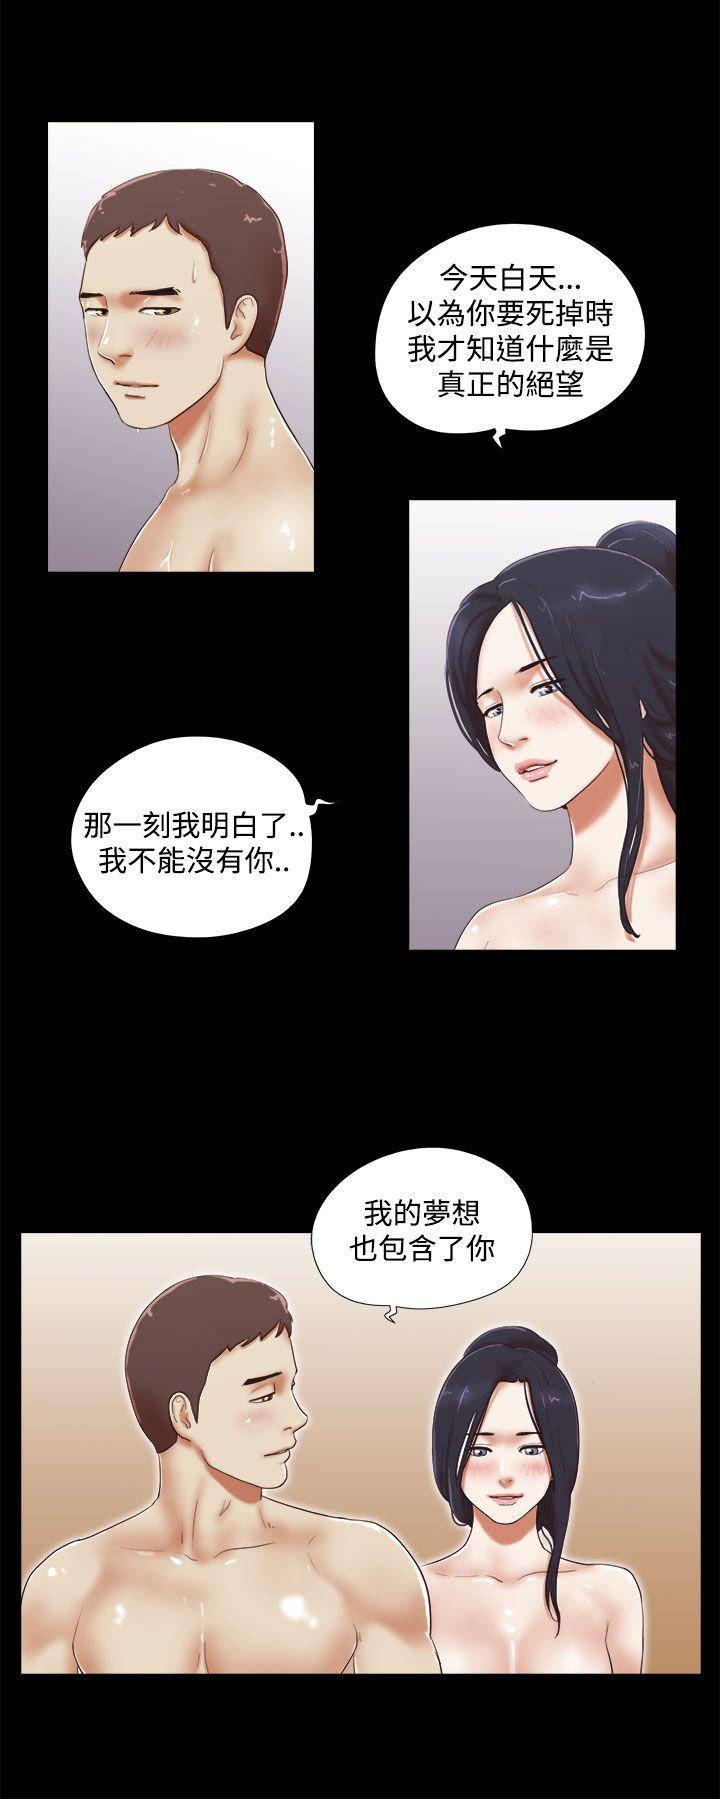 今天白天...
以為你要死掉時
我才知道什麼是
真正的絕望
那一刻我明白了..
我不能沒有你..
我的夢想
也包含了你